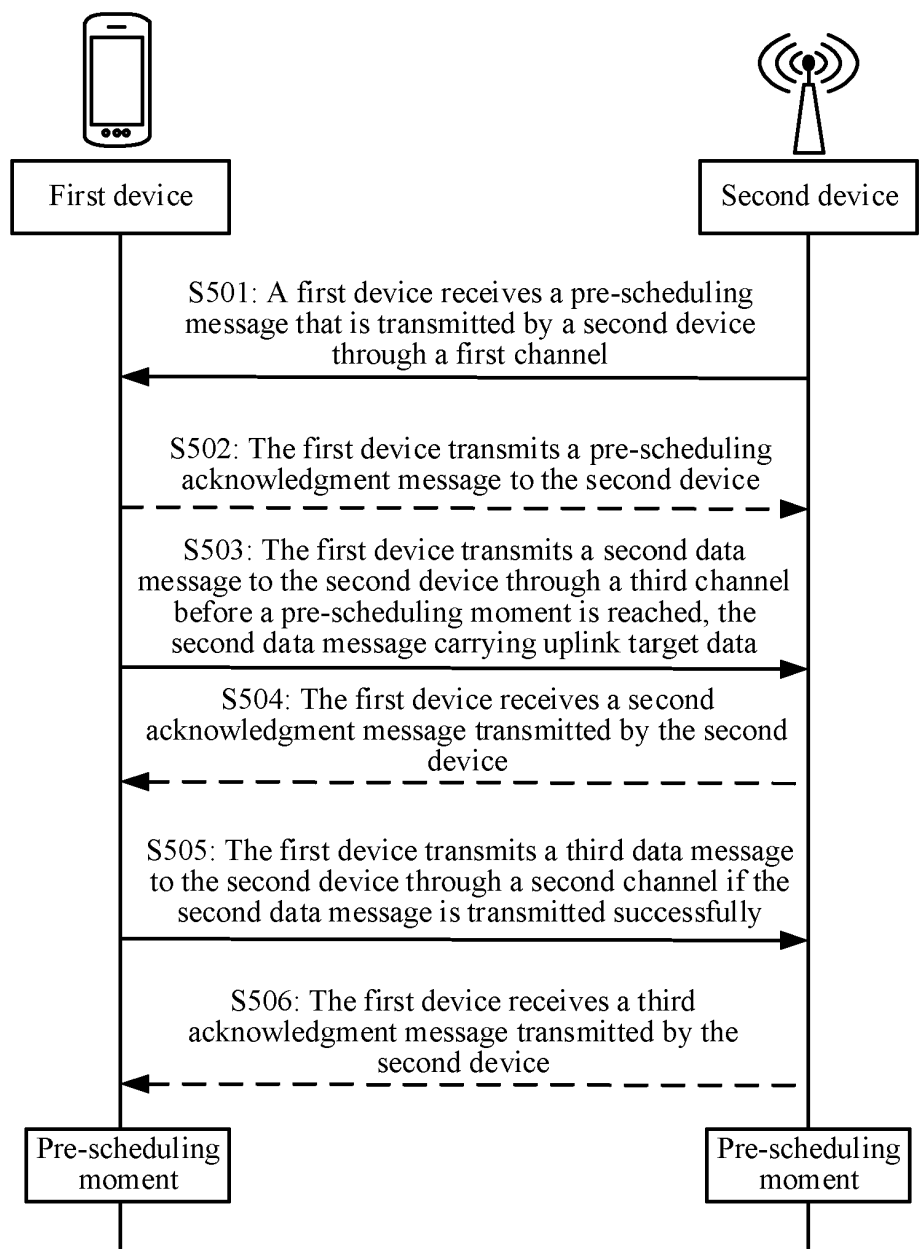 First device
Second device
S501: A first device receives a pre-scheduling
message that is transmitted by a second device
through a first channel
S502: The first device transmits a pre-scheduling
acknowledgment message to the second device
S503: The first device transmits a second data
message to the second device through a third channel
before a pre-scheduling moment is reached, the
second data message carrying uplink target data
S504: The first device receives a second
acknowledgment message transmitted by the second
device
S505: The first device transmits a third data message
to the second device through a second channel if the
second data message is transmitted successfully
S506: The first device receives a third
acknowledgment message transmitted by the
second device
Pre-scheduling
moment
Pre-scheduling
moment